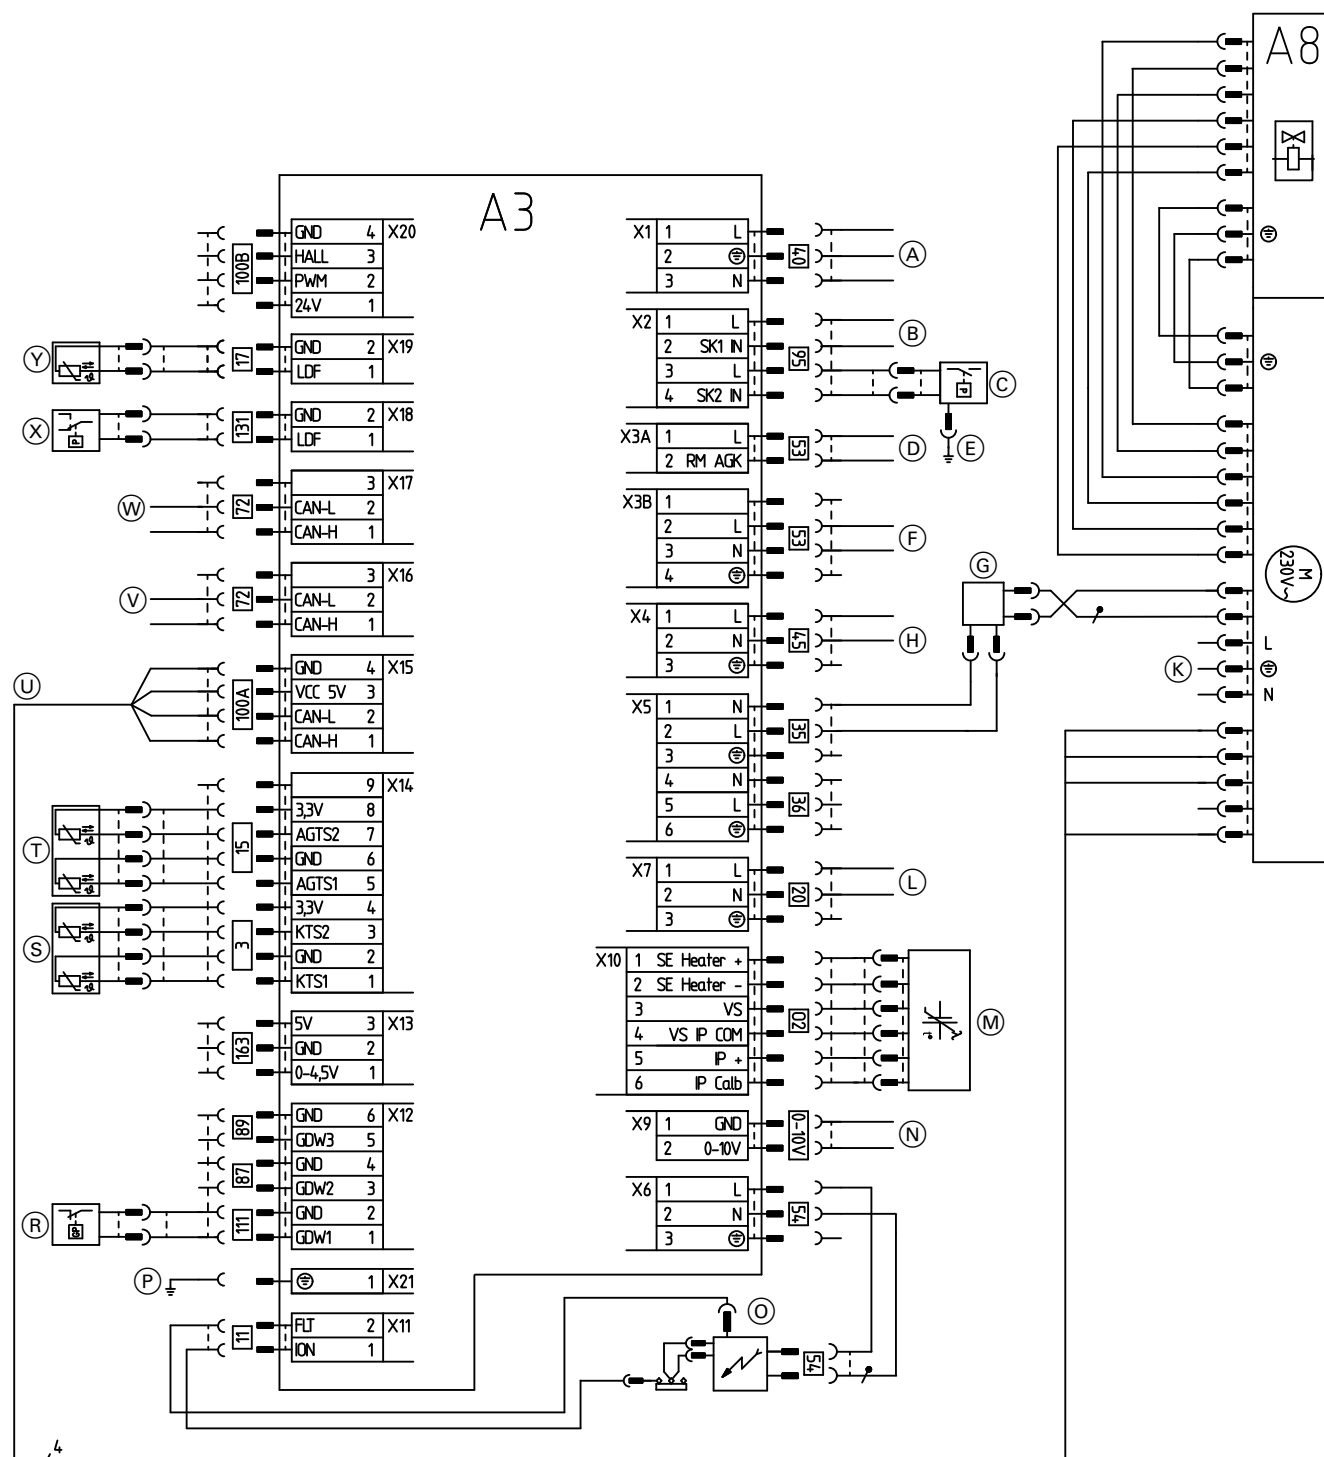 A8
A3
GND 4 X20
HALL 3
PWM 2
24V 1
100B
X1 1 L
2
3 N
40
A
X2 1 L
2 SK1 IN
3 L
4 SK2 IN
95
B
P
C
E
Y
ϑ
17
GND 2 X19
LDF 1
X
P
131
GND 2 X18
LDF 1
X3A 1 L
2 RM AGK
53
D
W
72
3 X17
CAN-L 2
CAN-H 1
X3B 1
2 L
3 N
4
53
F
V
72
3 X16
CAN-L 2
CAN-H 1
X4 1 L
2 N
3
45
H
G
M
230V~
L
K
N
U
100A
GND 4 X15
VCC 5V 3
CAN-L 2
CAN-H 1
X5 1 N
2 L
3
4 N
5 L
6
35
36
9 X14
3,3V 8
AGTS2 7
GND 6
AGTS1 5
3,3V 4
KTS2 3
GND 2
KTS1 1
T
ϑ
ϑ
15
S
ϑ
ϑ
3
X7 1 L
2 N
3
20
L
X10 1 SE Heater +
2 SE Heater -
3 VS
4 VS IP COM
5 IP +
6 IP Calb
02
M
163
5V 3 X13
GND 2
0-4,5V 1
89
87
111
GND 6 X12
GDW3 5
GND 4
GDW2 3
GND 2
GDW1 1
R
GP
X9 1 GND
2 0-10V
0-10V
N
X6 1 L
2 N
3
54
P
1 X21
O
11
FLT 2 X11
ION 1
54
4